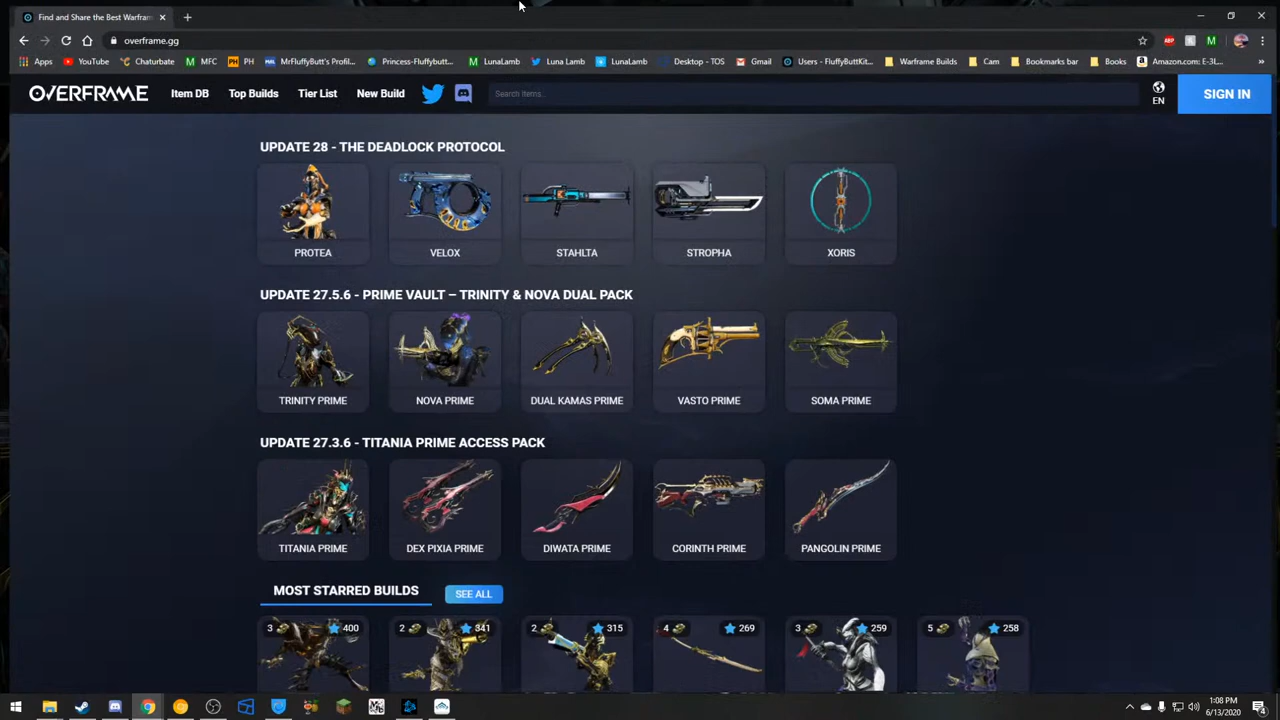 Find and Share the Best Warfram
overframe.gg
Apps YouTube Chaturbate MFC PH MrFluffyButt's Profil... Princess-Fluffybutt... LunaLamb Luna Lamb LunaLamb Desktop - TOS Gmail Users - FluffyButtKit... Warframe Builds Cam Bookmarks bar Books Amazon.com: E-3L... »
OVERFRAME Item DB Top Builds Tier List New Build Search Items... EN SIGN IN
UPDATE 28 - THE DEADLOCK PROTOCOL
PROTEA VELOX STAHLTA STROPHA XORIS
UPDATE 27.5.6 - PRIME VAULT – TRINITY & NOVA DUAL PACK
TRINITY PRIME NOVA PRIME DUAL KAMAS PRIME VASTO PRIME SOMA PRIME
UPDATE 27.3.6 - TITANIA PRIME ACCESS PACK
TITANIA PRIME DEX PIXIA PRIME DIWATA PRIME CORINTH PRIME PANGOLIN PRIME
MOST STARRED BUILDS SEE ALL
3 400 2 341 2 315 4 269 3 259 5 258
1:08 PM
6/13/2020